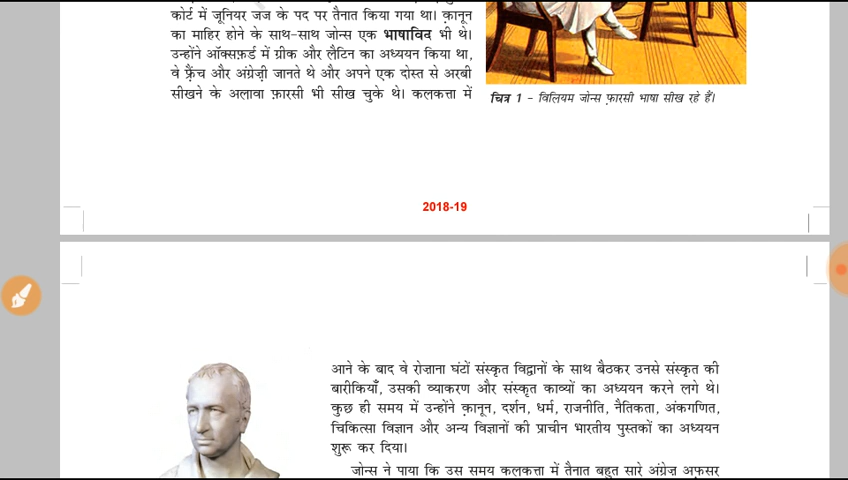 कोर्ट में जूनियर जज के पद पर तैनात किया गया था। क़ानून
का माहिर होने के साथ-साथ जोन्स एक भाषाविद भी थे।
उन्होंने ऑक्सफ़र्ड में ग्रीक और लैटिन का अध्ययन किया था,
वे फ़्रैंच और अंग्रेज़ी जानते थे और अपने एक दोस्त से अरबी
सीखने के अलावा फ़ारसी भी सीख चुके थे। कलकत्ता में
चित्र 1 – विलियम जोन्स फ़ारसी भाषा सीख रहे हैं।
2018-19
आने के बाद वे रोज़ाना घंटों संस्कृत विद्वानों के साथ बैठकर उनसे संस्कृत की
बारीकियाँ, उसकी व्याकरण और संस्कृत काव्यों का अध्ययन करने लगे थे।
कुछ ही समय में उन्होंने क़ानून, दर्शन, धर्म, राजनीति, नैतिकता, अंकगणित,
चिकित्सा विज्ञान और अन्य विज्ञानों की प्राचीन भारतीय पुस्तकों का अध्ययन
शुरू कर दिया।
जोन्स ने पाया कि उस समय कलकत्ता में तैनात बहुत सारे अंग्रेज़ अफ़सर